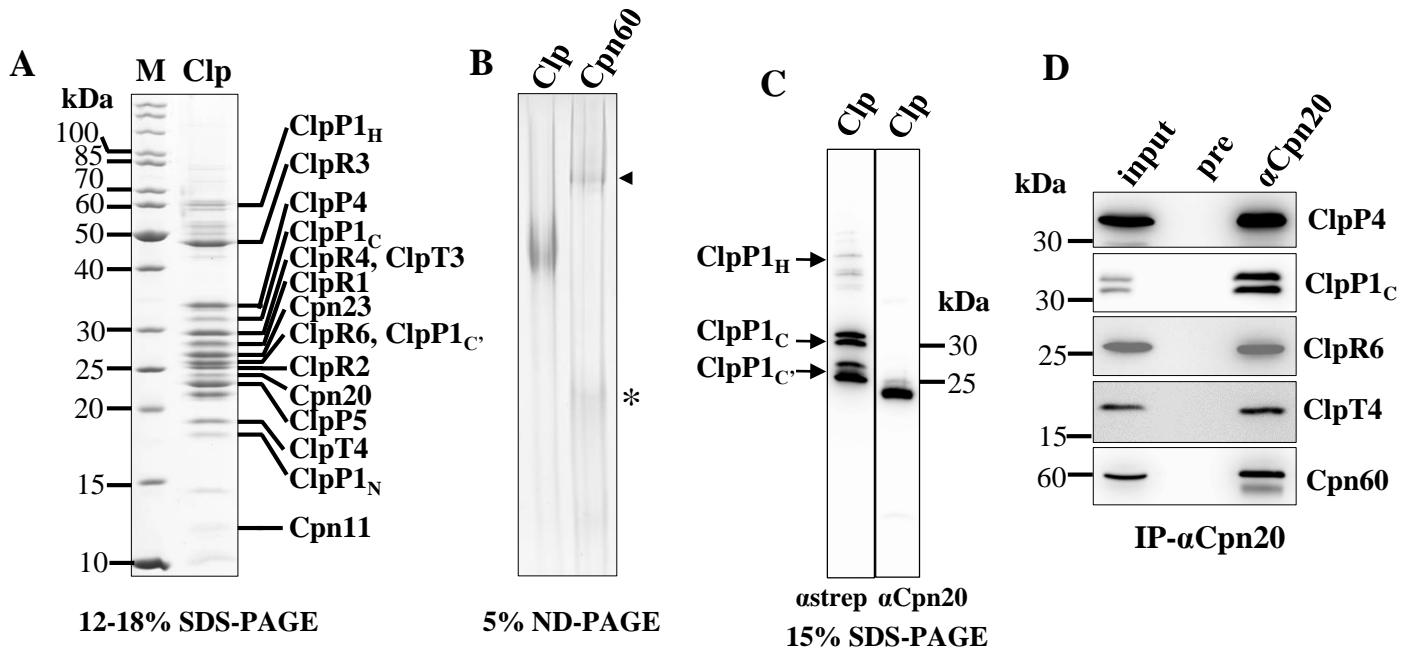 A
M Clp
kDa
100
85
70
60
50
40
30
25
20
15
10
ClpP1H
ClpR3
ClpP4
ClpP1C
ClpR4, ClpT3
ClpR1
Cpn23
ClpR6, ClpP1C'
ClpR2
Cpn20
ClpP5
ClpT4
ClpP1N
Cpn11
12-18% SDS-PAGE
B
Clp
Cpn60
*
5% ND-PAGE
C
Clp
Clp
ClpP1H
ClpP1C
ClpP1C'
kDa
30
25
αstrep αCpn20
15% SDS-PAGE
D
input
pre
αCpn20
kDa
30
ClpP4
30
ClpP1C
25
ClpR6
15
ClpT4
60
Cpn60
IP-αCpn20